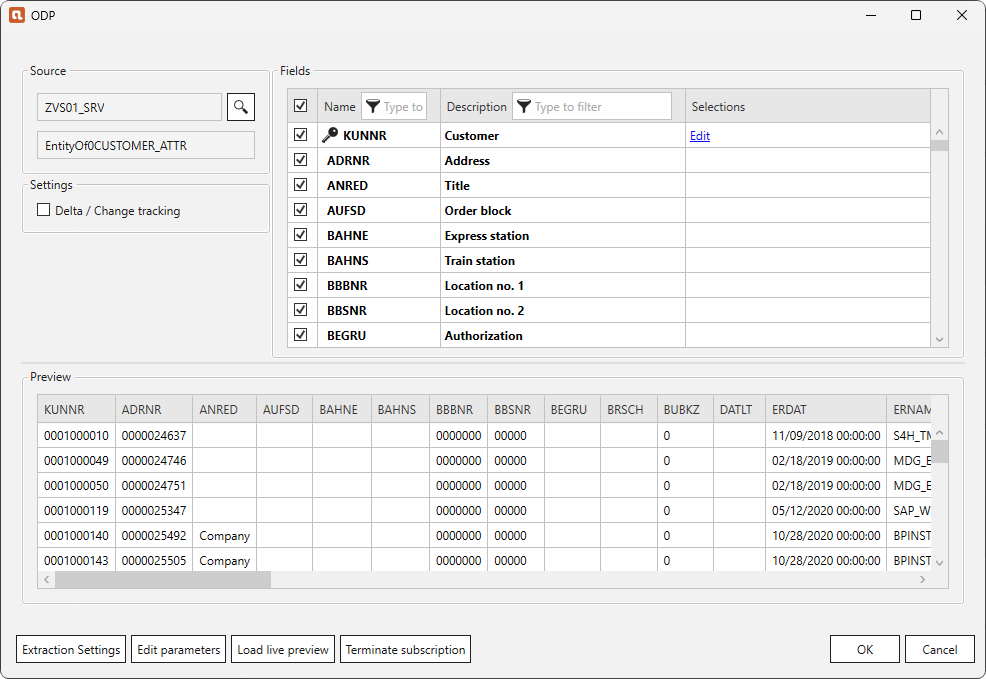 ODP
Source
ZVS01_SRV
EntityOf0CUSTOMER_ATTR
Settings
Delta / Change tracking
Fields
Name Type to Description Type to filter Selections
KUNNR Customer Edit
ADRNR Address
ANRED Title
AUFSD Order block
BAHNE Express station
BAHNS Train station
BBBNR Location no. 1
BBSNR Location no. 2
BEGRU Authorization
Preview
KUNNR ADRNR ANRED AUFSD BAHNE BAHNS BBBNR BBSNR BEGRU BRSCH BUBKZ DATLT ERDAT ERNAM
0001000010 0000024637 0000000 00000 0 11/09/2018 00:00:00 S4H_TM
0001000049 0000024746 0000000 00000 0 02/18/2019 00:00:00 MDG_E
0001000050 0000024751 0000000 00000 0 02/18/2019 00:00:00 MDG_E
0001000119 0000025347 0000000 00000 0 05/12/2020 00:00:00 SAP_W
0001000140 0000025492 Company 0000000 00000 0 10/28/2020 00:00:00 BPINST
0001000143 0000025505 Company 0000000 00000 0 10/28/2020 00:00:00 BPINST
Extraction Settings Edit parameters Load live preview Terminate subscription OK Cancel